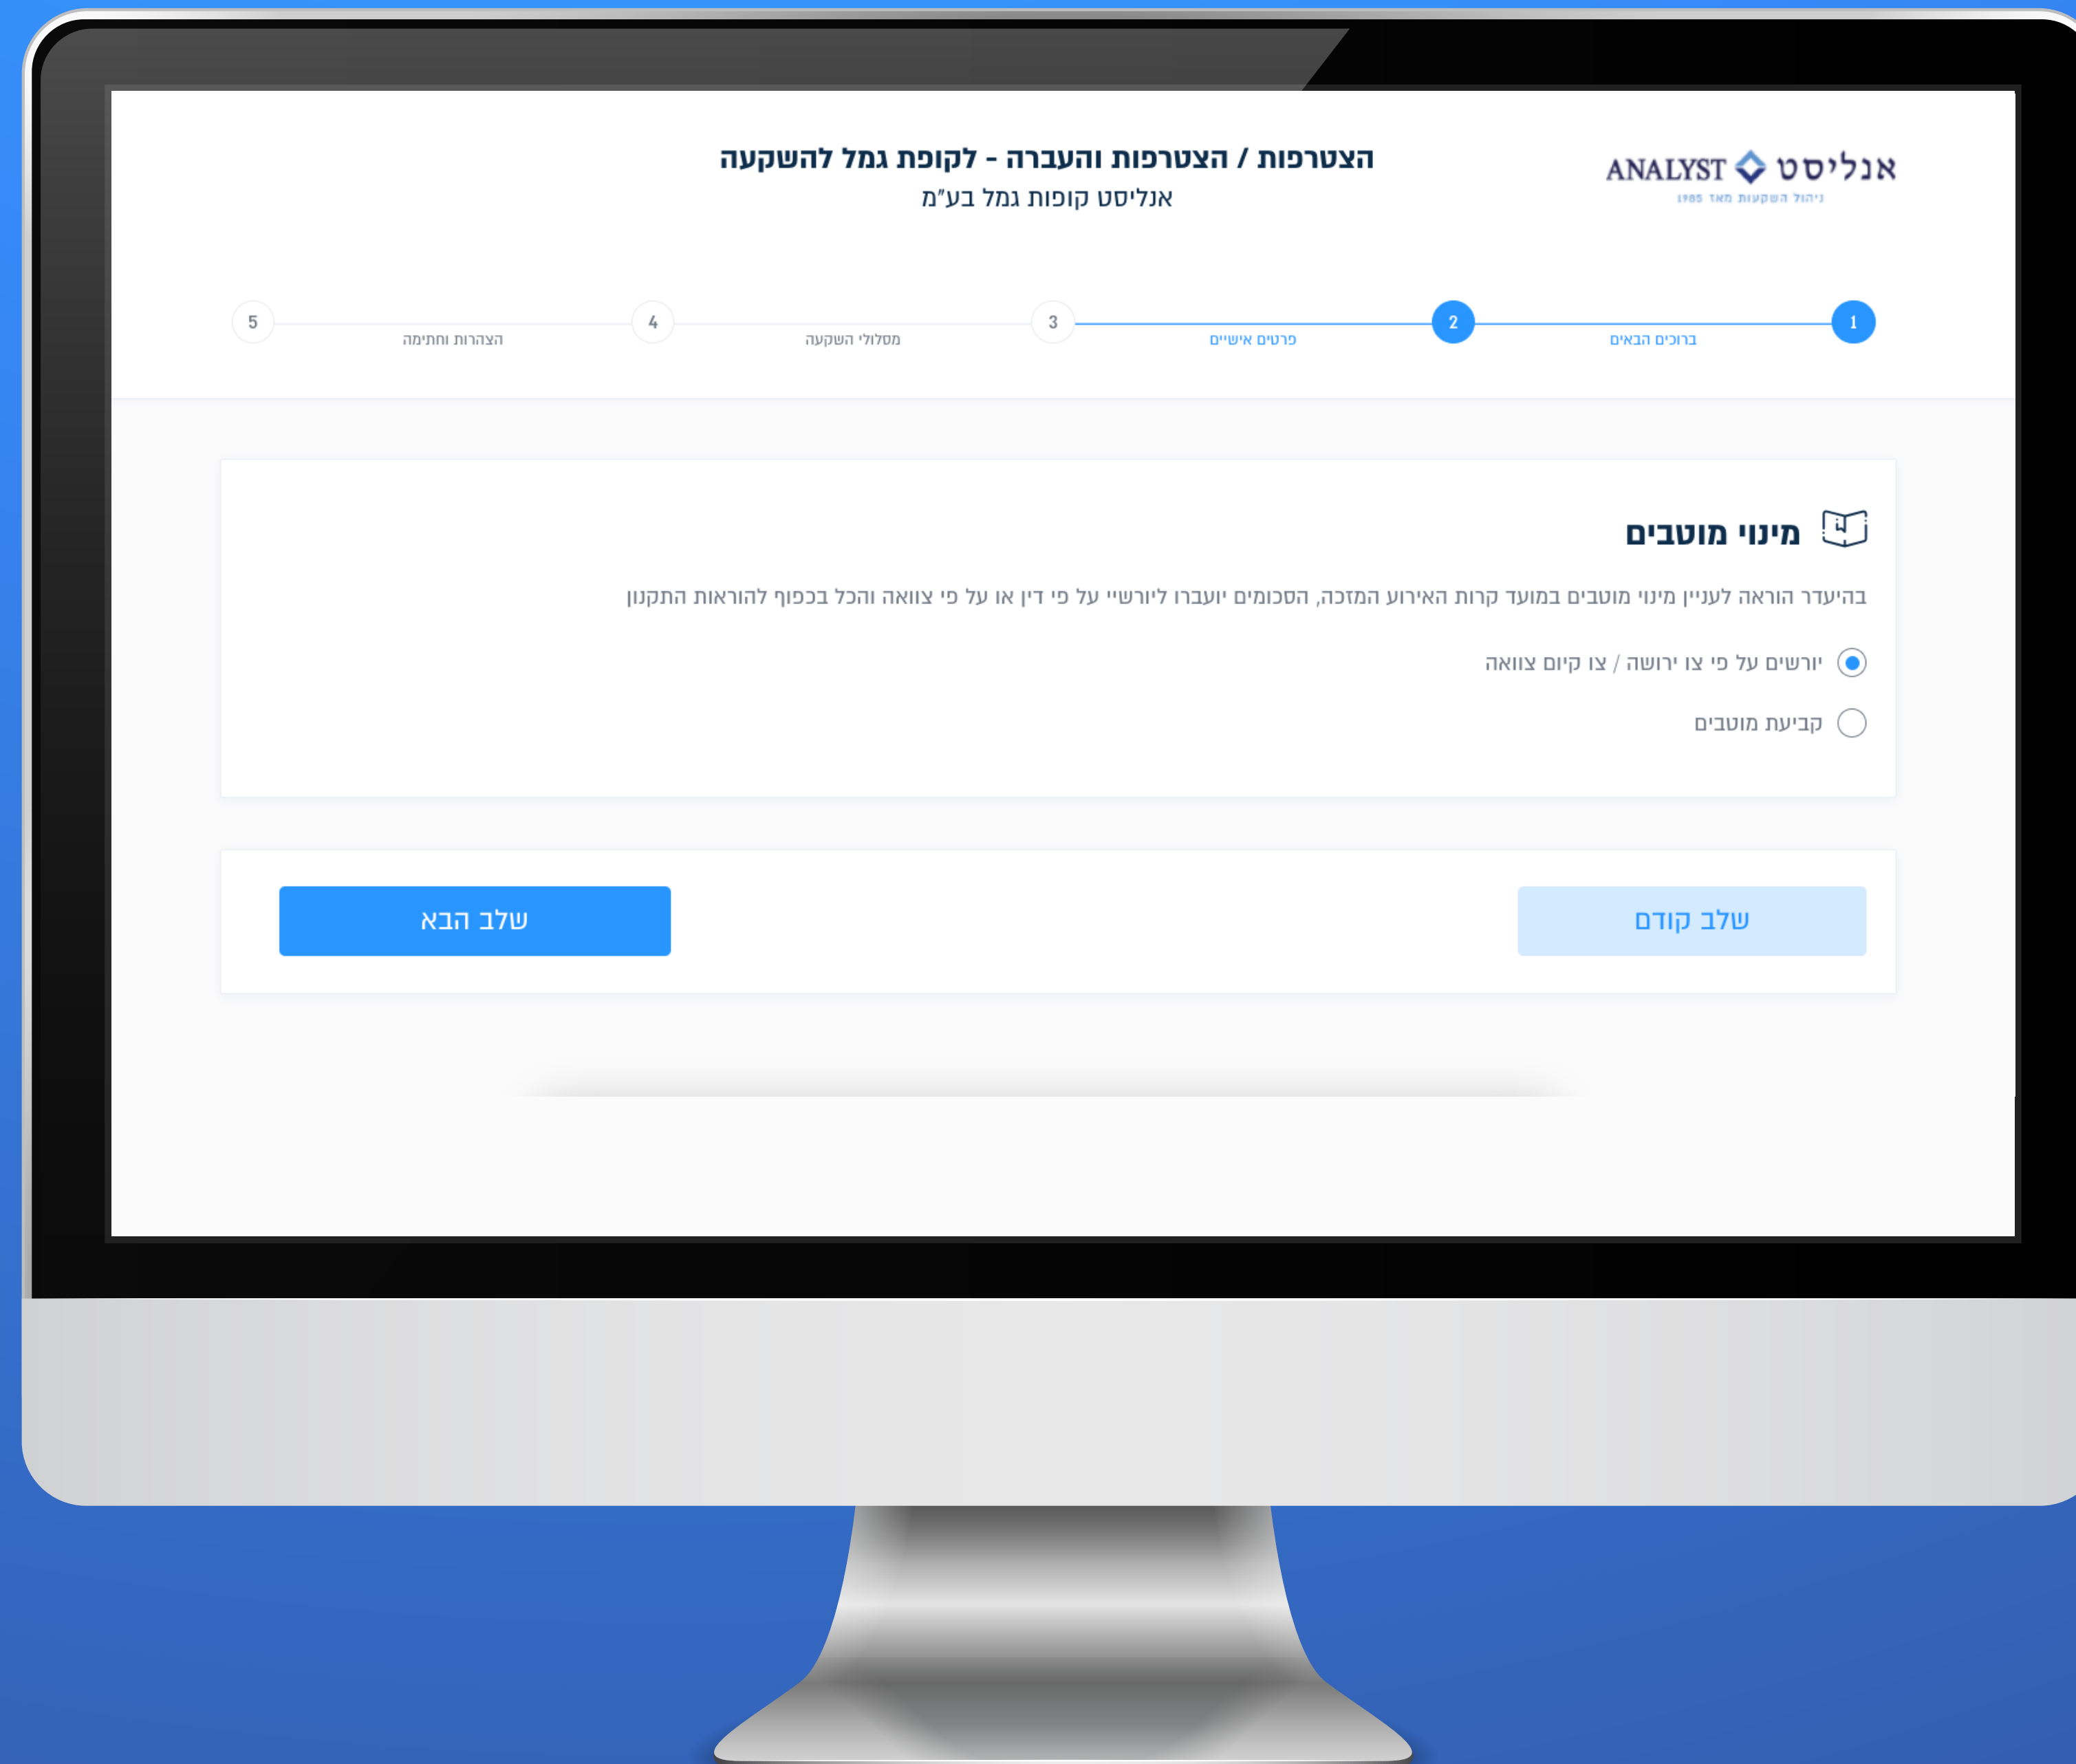 אנליסט ANALYST
ניהול השקעות מאז 1985
הצטרפות / הצטרפות והעברה - לקופת גמל להשקעה
אנליסט קופות גמל בע"מ
1
ברוכים הבאים
2
פרטים אישיים
3
מסלולי השקעה
4
הצהרות וחתימה
5
מינוי מוטבים
בהיעדר הוראה לעניין מינוי מוטבים במועד קרות האירוע המזכה, הסכומים יועברו ליורשיי על פי דין או על פי צוואה והכל בכפוף להוראות התקנון
יורשים על פי צו ירושה / צו קיום צוואה
קביעת מוטבים
שלב קודם
שלב הבא